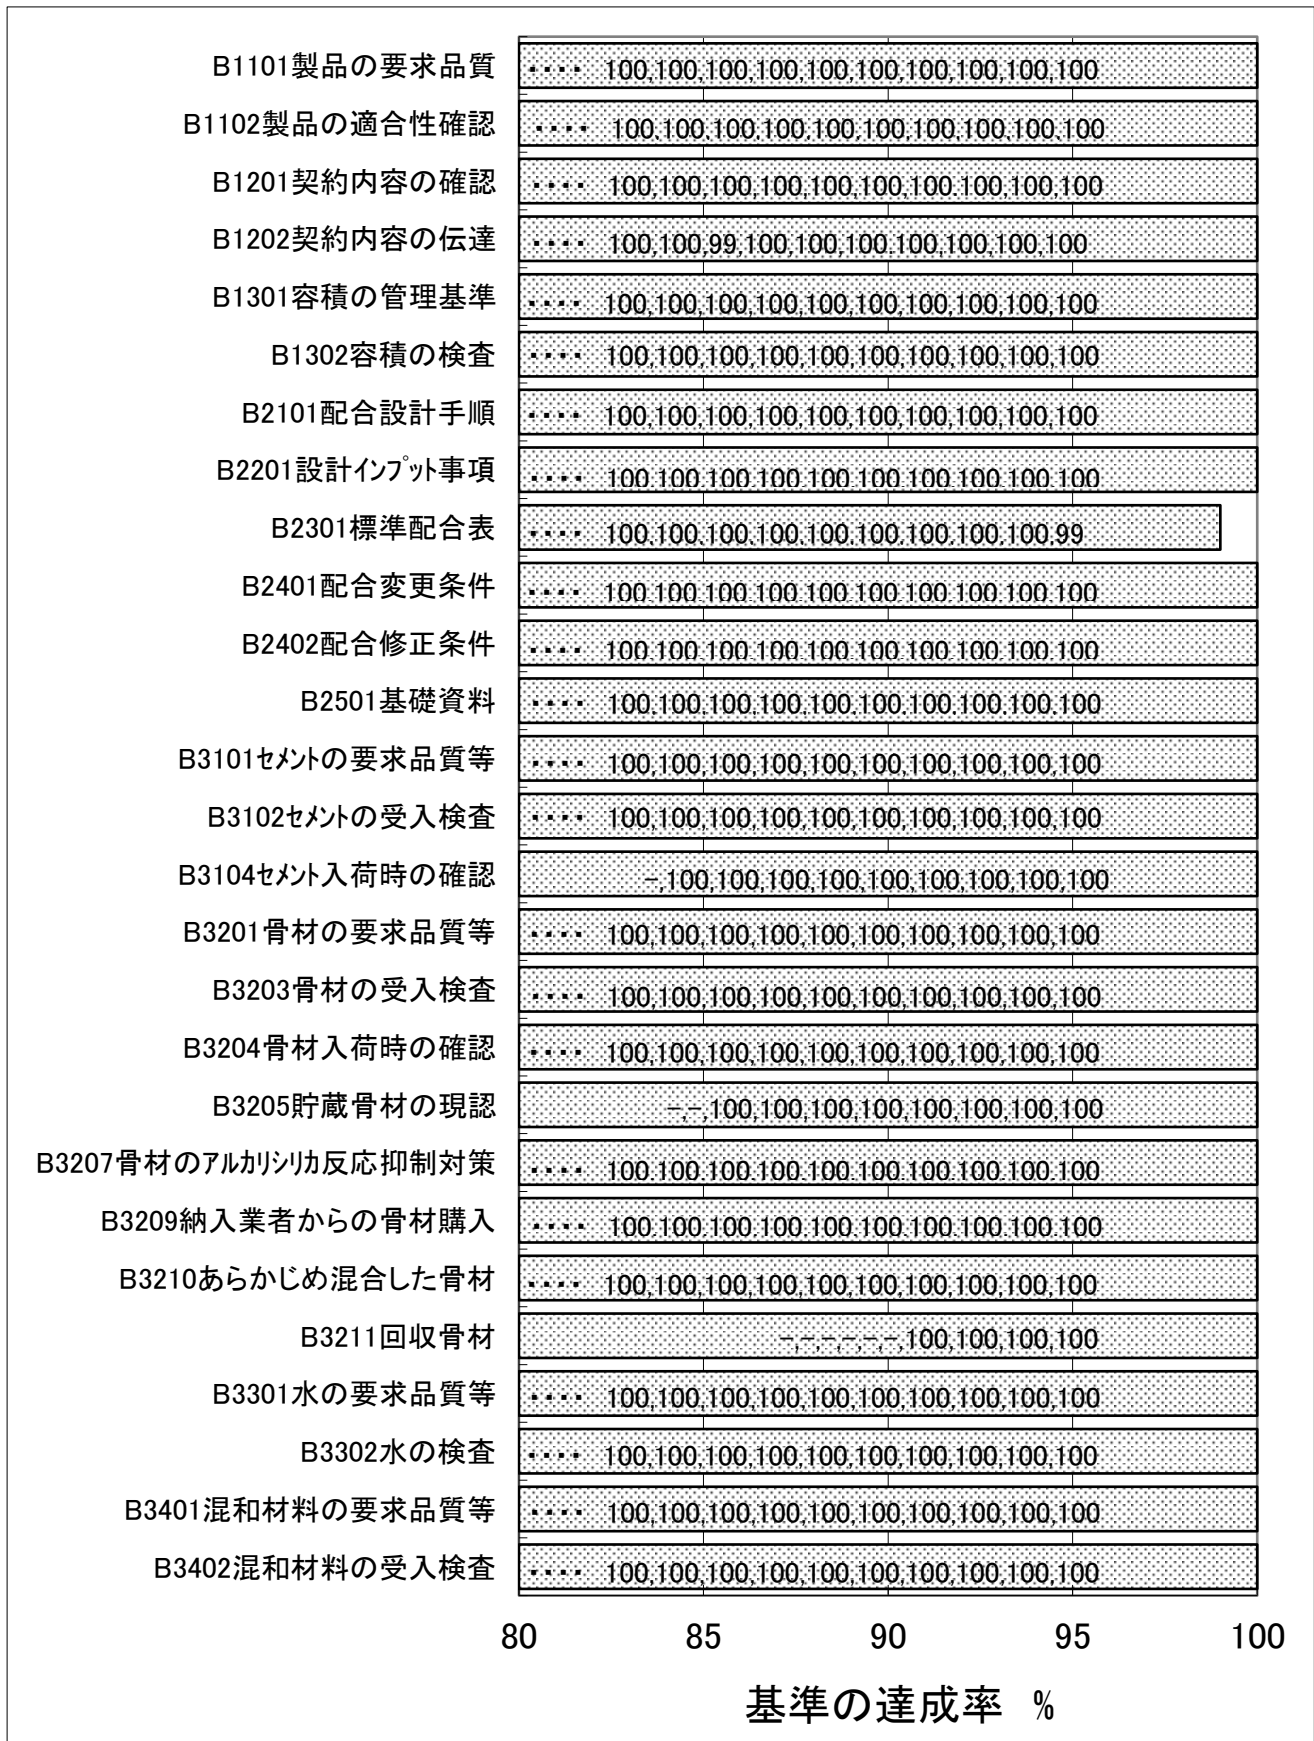 B1101製品の要求品質 ････ 100,100,100,100,100,100,100,100,100,100
B1102製品の適合性確認 ････ 100,100,100,100,100,100,100,100,100,100
B1201契約内容の確認 ････ 100,100,100,100,100,100,100,100,100,100
B1202契約内容の伝達 ････ 100,100,99,100,100,100,100,100,100,100
B1301容積の管理基準 ････ 100,100,100,100,100,100,100,100,100,100
B1302容積の検査 ････ 100,100,100,100,100,100,100,100,100,100
B2101配合設計手順 ････ 100,100,100,100,100,100,100,100,100,100
B2201設計ｲﾝﾌﾟｯﾄ事項 ････ 100,100,100,100,100,100,100,100,100,100
B2301標準配合表 ････ 100,100,100,100,100,100,100,100,100,99
B2401配合変更条件 ････ 100,100,100,100,100,100,100,100,100,100
B2402配合修正条件 ････ 100,100,100,100,100,100,100,100,100,100
B2501基礎資料 ････ 100,100,100,100,100,100,100,100,100,100
B3101ｾﾒﾝﾄの要求品質等 ････ 100,100,100,100,100,100,100,100,100,100
B3102ｾﾒﾝﾄの受入検査 ････ 100,100,100,100,100,100,100,100,100,100
B3104ｾﾒﾝﾄ入荷時の確認 −,100,100,100,100,100,100,100,100,100
B3201骨材の要求品質等 ････ 100,100,100,100,100,100,100,100,100,100
B3203骨材の受入検査 ････ 100,100,100,100,100,100,100,100,100,100
B3204骨材入荷時の確認 ････ 100,100,100,100,100,100,100,100,100,100
B3205貯蔵骨材の現認 −,−,100,100,100,100,100,100,100,100
B3207骨材のｱﾙｶﾘｼﾘｶ反応抑制対策 ････ 100,100,100,100,100,100,100,100,100,100
B3209納入業者からの骨材購入 ････ 100,100,100,100,100,100,100,100,100,100
B3210あらかじめ混合した骨材 ････ 100,100,100,100,100,100,100,100,100,100
B3211回収骨材 −,−,−,−,−,−,100,100,100,100
B3301水の要求品質等 ････ 100,100,100,100,100,100,100,100,100,100
B3302水の検査 ････ 100,100,100,100,100,100,100,100,100,100
B3401混和材料の要求品質等 ････ 100,100,100,100,100,100,100,100,100,100
B3402混和材料の受入検査 ････ 100,100,100,100,100,100,100,100,100,100
80 85 90 95 100
基準の達成率 %